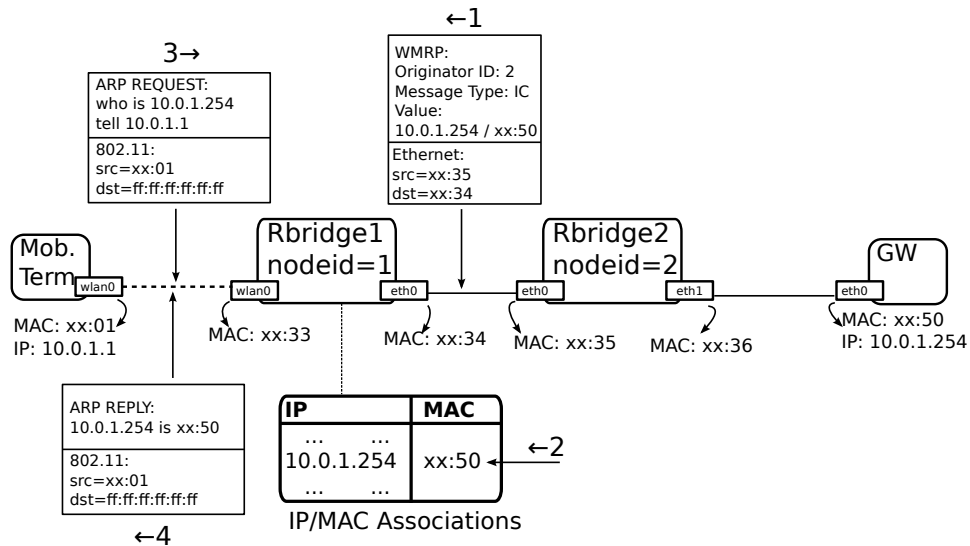 ←1
3→
ARP REQUEST:
who is 10.0.1.254
tell 10.0.1.1
802.11:
src=xx:01
dst=ff:ff:ff:ff:ff:ff
WMRP:
Originator ID: 2
Message Type: IC
Value:
10.0.1.254 / xx:50
Ethernet:
src=xx:35
dst=xx:34
Mob.
Term
wlan0
MAC: xx:01
IP: 10.0.1.1
Rbridge1
nodeid=1
wlan0
eth0
MAC: xx:33
MAC: xx:34
Rbridge2
nodeid=2
eth0
eth1
MAC: xx:35
MAC: xx:36
GW
eth0
MAC: xx:50
IP: 10.0.1.254
ARP REPLY:
10.0.1.254 is xx:50
802.11:
src=xx:01
dst=ff:ff:ff:ff:ff:ff
←4
IP MAC
... ...
10.0.1.254 xx:50
... ...
←2
IP/MAC Associations